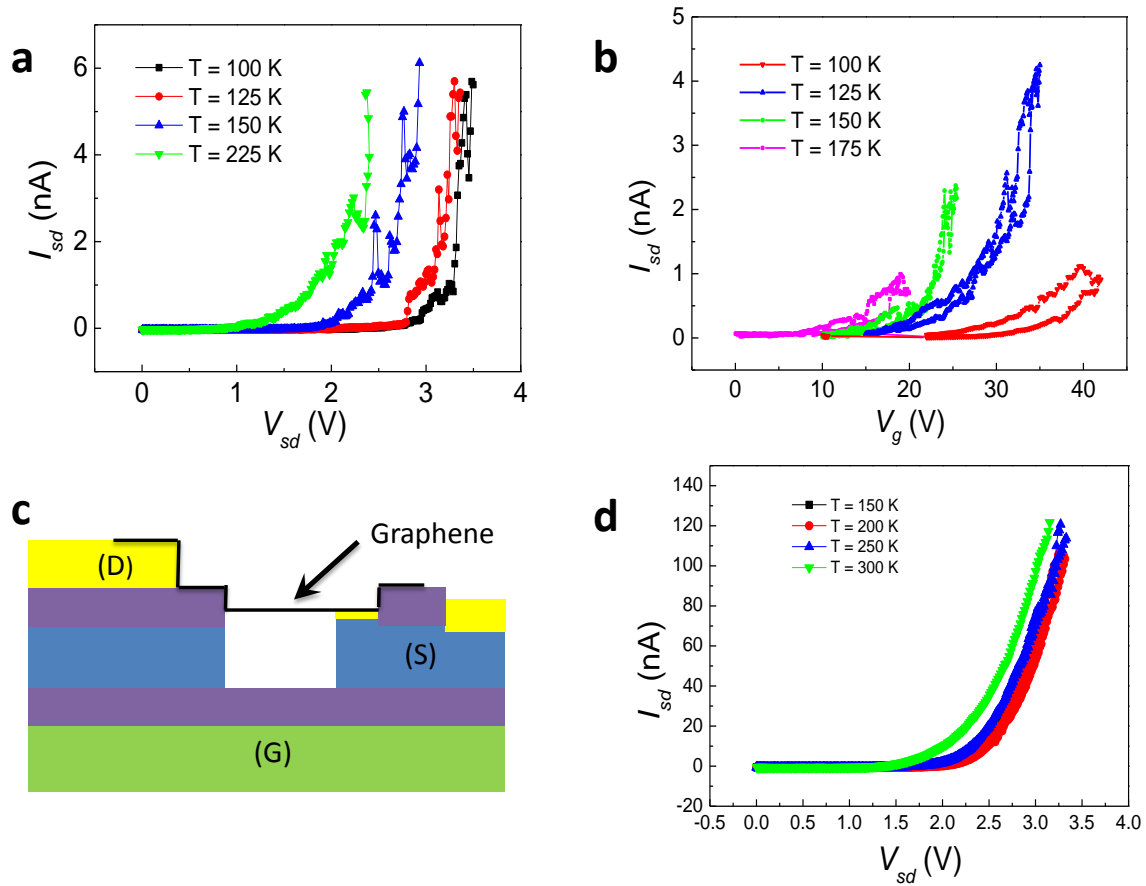 a
T = 100 K
T = 125 K
T = 150 K
T = 225 K
6
4
2
0
I_sd (nA)
0 1 2 3 4
V_sd (V)
b
T = 100 K
T = 125 K
T = 150 K
T = 175 K
5
4
3
2
1
0
I_sd (nA)
0 10 20 30 40
V_g (V)
c
Graphene
(D)
(S)
(G)
d
T = 150 K
T = 200 K
T = 250 K
T = 300 K
140
120
100
80
60
40
20
0
-20
I_sd (nA)
-0.5 0.0 0.5 1.0 1.5 2.0 2.5 3.0 3.5 4.0
V_sd (V)